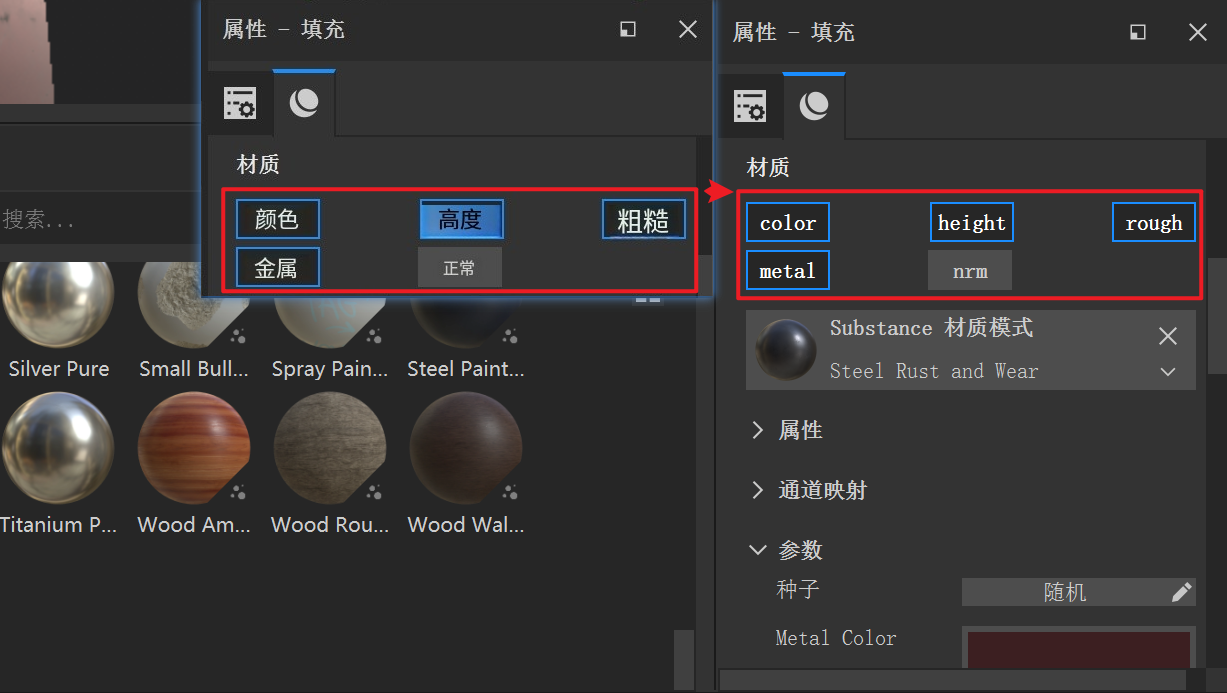 属性 - 填充
材质
颜色 高度 粗糙
金属 正常
属性 - 填充
材质
color height rough
metal nrm
Substance 材质模式
Steel Rust and Wear
属性
通道映射
参数
种子 随机
Metal Color
搜索...
Silver Pure Small Bull... Spray Pain... Steel Paint...
Titanium P... Wood Am... Wood Rou... Wood Wal...